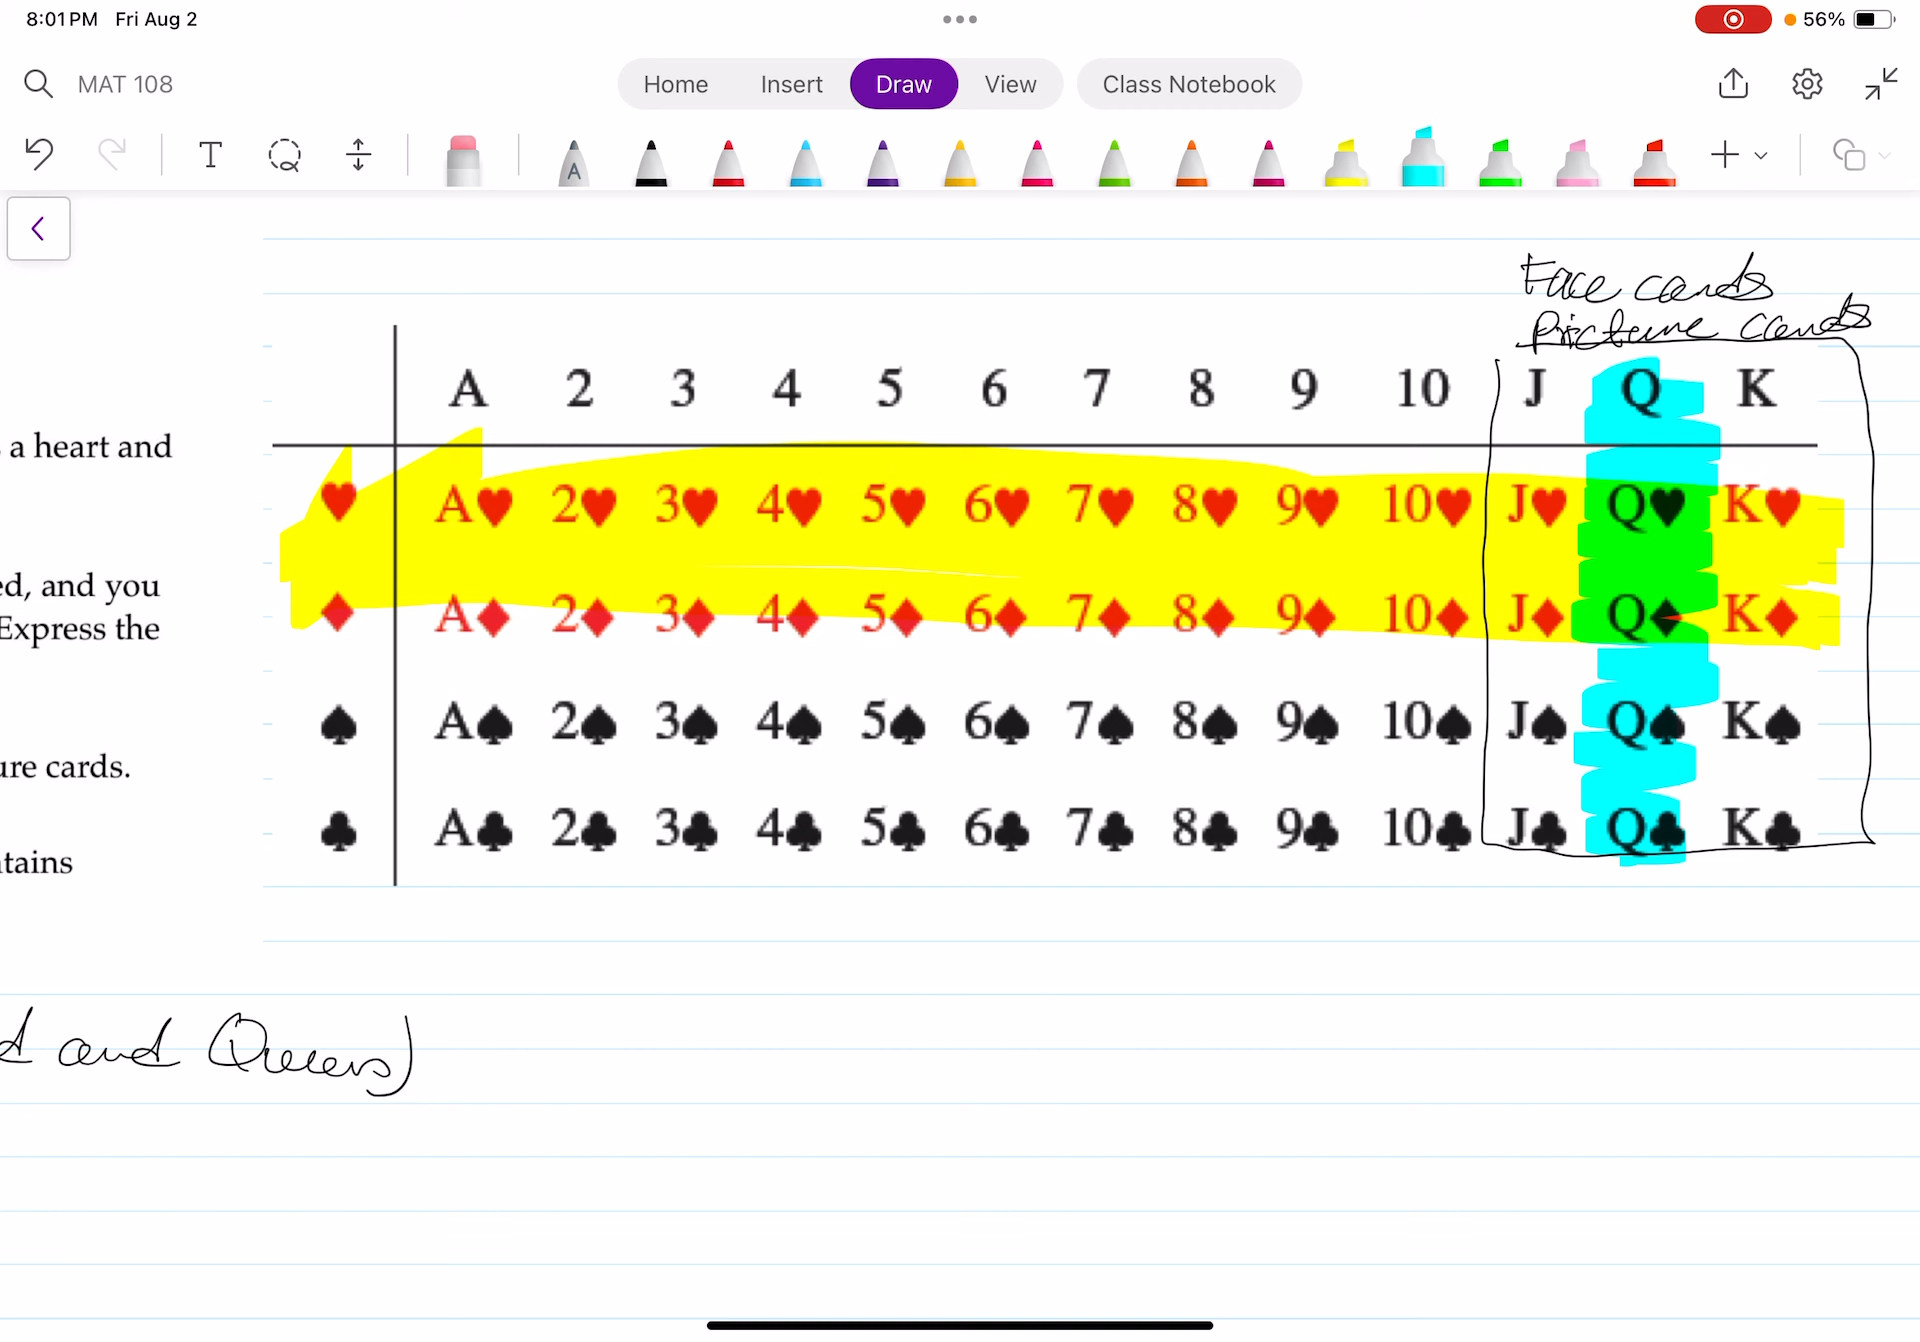 8:01 PM Fri Aug 2
56%
MAT 108
Home Insert Draw View Class Notebook
T
A
Face cards
Picture cards
A 2 3 4 5 6 7 8 9 10 J Q K
a heart and
♥ A♥ 2♥ 3♥ 4♥ 5♥ 6♥ 7♥ 8♥ 9♥ 10♥ J♥ Q♥ K♥
ed, and you
♦ A♦ 2♦ 3♦ 4♦ 5♦ 6♦ 7♦ 8♦ 9♦ 10♦ J♦ Q♦ K♦
Express the
♠ A♠ 2♠ 3♠ 4♠ 5♠ 6♠ 7♠ 8♠ 9♠ 10♠ J♠ Q♠ K♠
ure cards.
♣ A♣ 2♣ 3♣ 4♣ 5♣ 6♣ 7♣ 8♣ 9♣ 10♣ J♣ Q♣ K♣
tains
d and Queens)